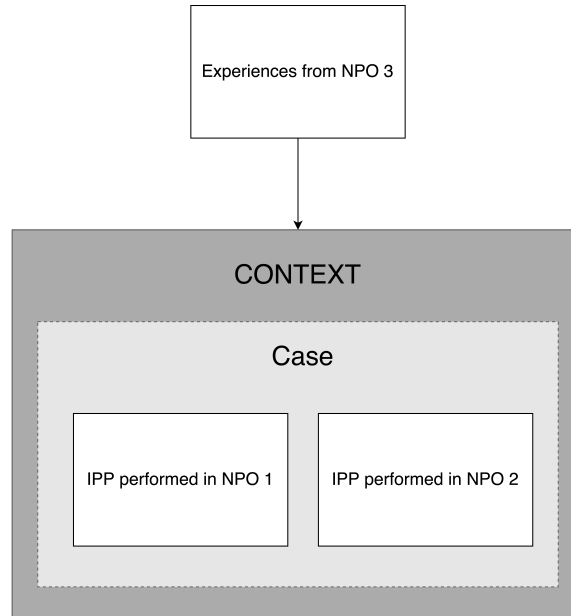 Experiences from NPO 3
CONTEXT
Case
IPP performed in NPO 1
IPP performed in NPO 2